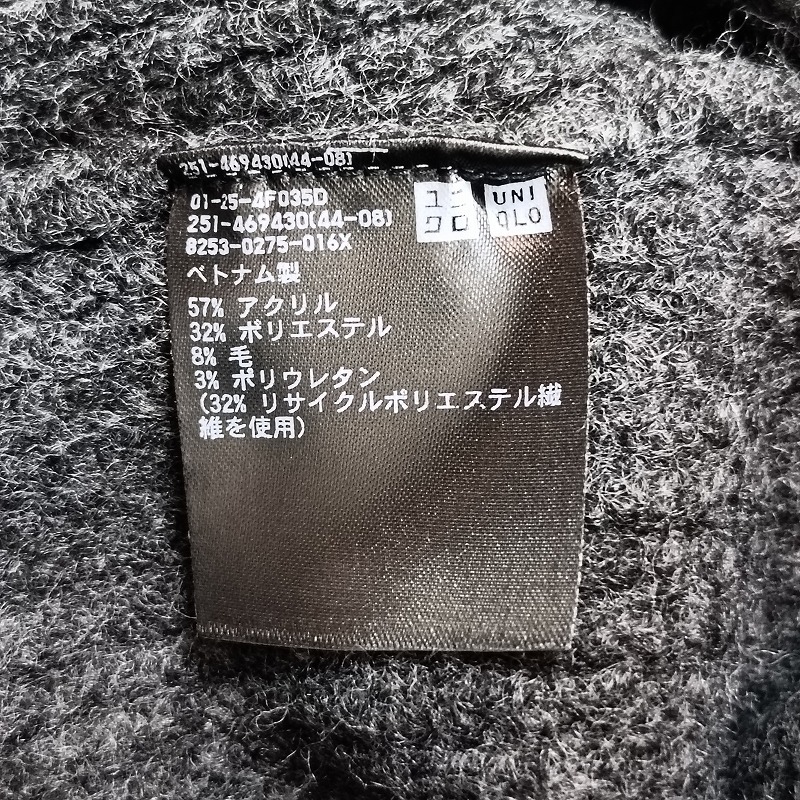 251-469430(44-08)
01-25-4F035D
251-469430(44-08)
8253-0275-016X
ユニ
クロ
UNI
QLO
ベトナム製
57% アクリル
32% ポリエステル
8% 毛
3% ポリウレタン
(32% リサイクルポリエステル繊
維を使用)